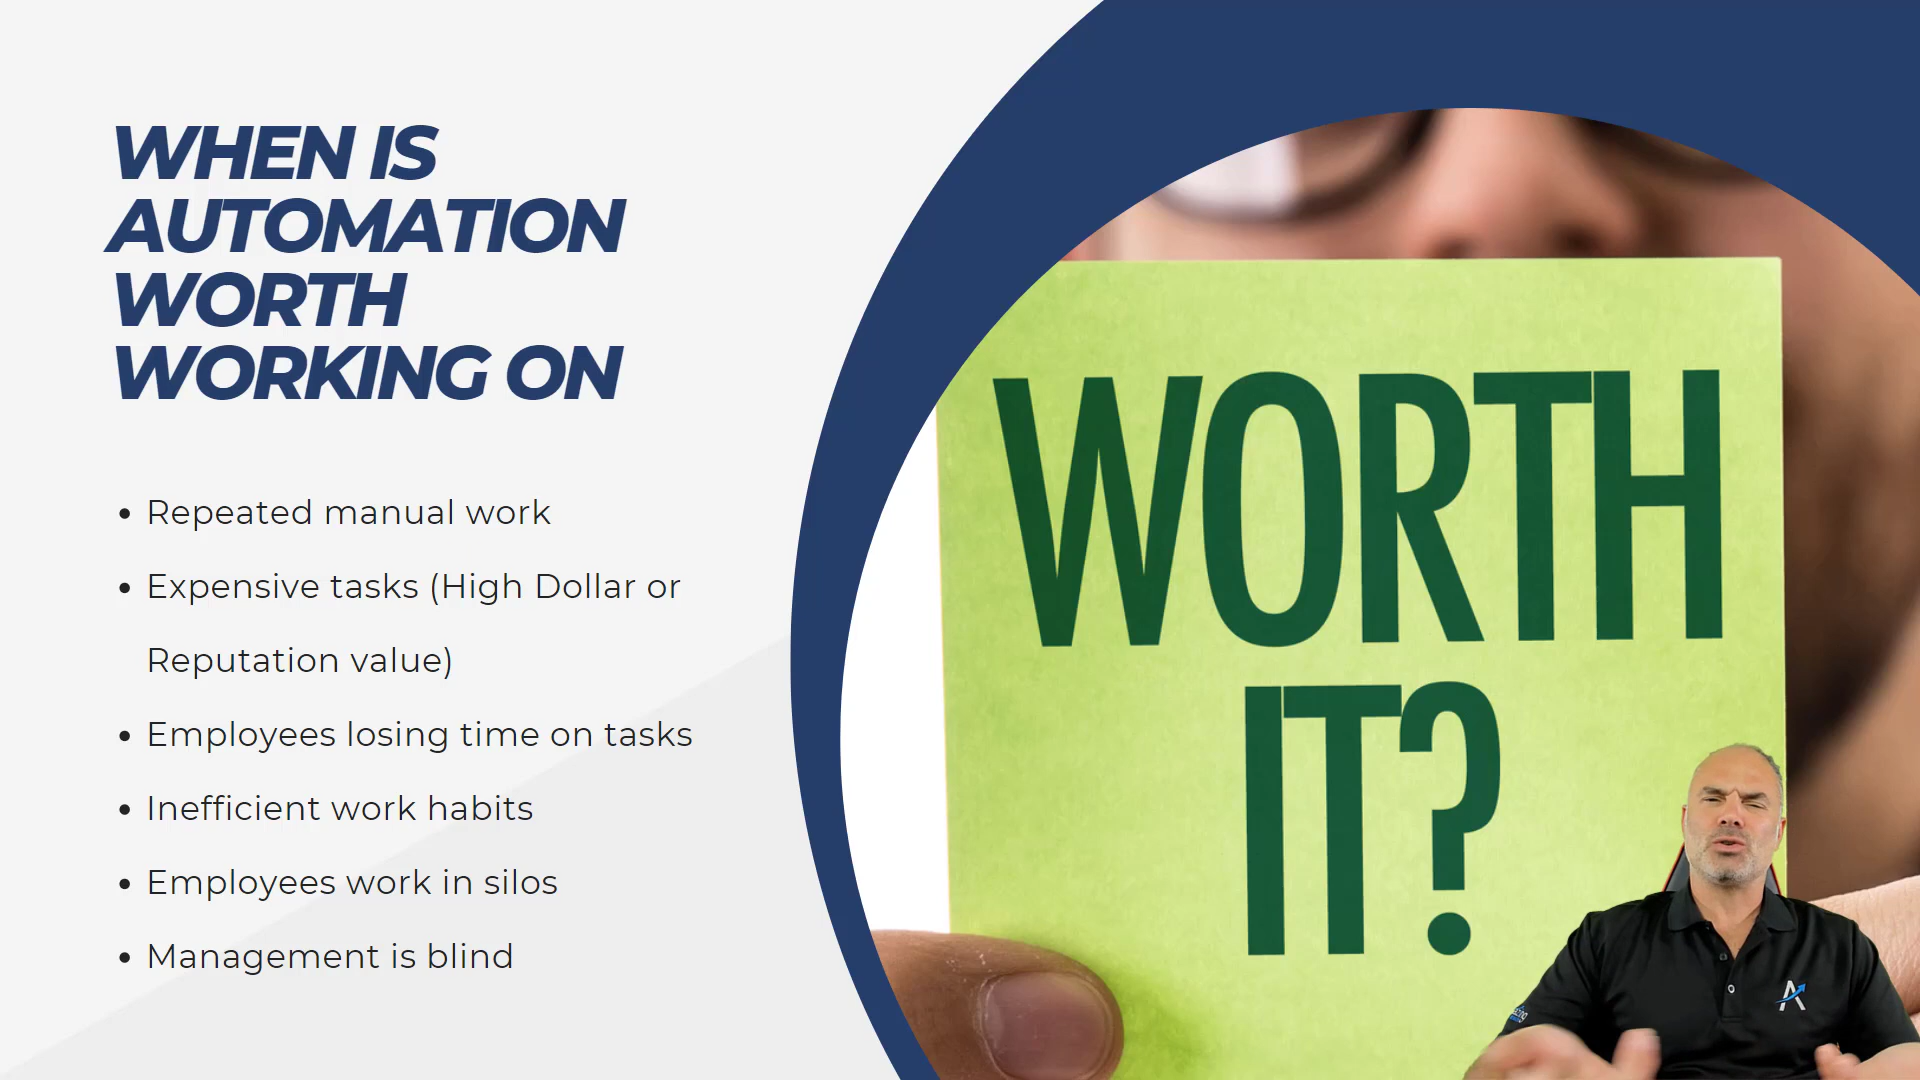 WHEN IS
AUTOMATION
WORTH
WORKING ON
• Repeated manual work
• Expensive tasks (High Dollar or
Reputation value)
• Employees losing time on tasks
• Inefficient work habits
• Employees work in silos
• Management is blind
WORTH
IT?